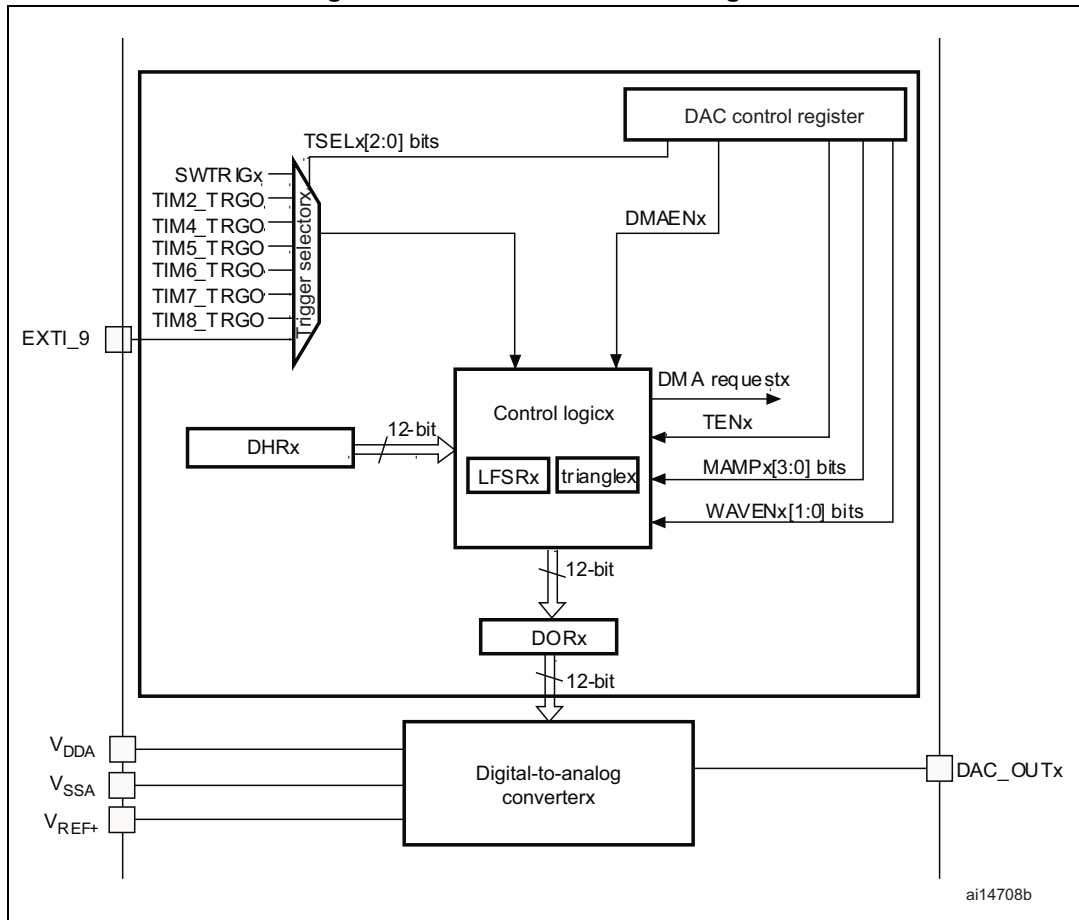 DAC control register
TSELx[2:0] bits
SWTRIGx
TIM2_TRGO
DMAENx
TIM4_TRGO
TIM5_TRGO
TIM6_TRGO
TIM7_TRGO
TIM8_TRGO
Trigger selectorx
EXTI_9
DMA requestx
Control logicx
TENx
12-bit
DHRx
MAMPx[3:0] bits
LFSRx
trianglex
WAVENx[1:0] bits
12-bit
DORx
12-bit
VDDA
VSSA
VREF+
Digital-to-analog
converterx
DAC_OUTx
ai14708b